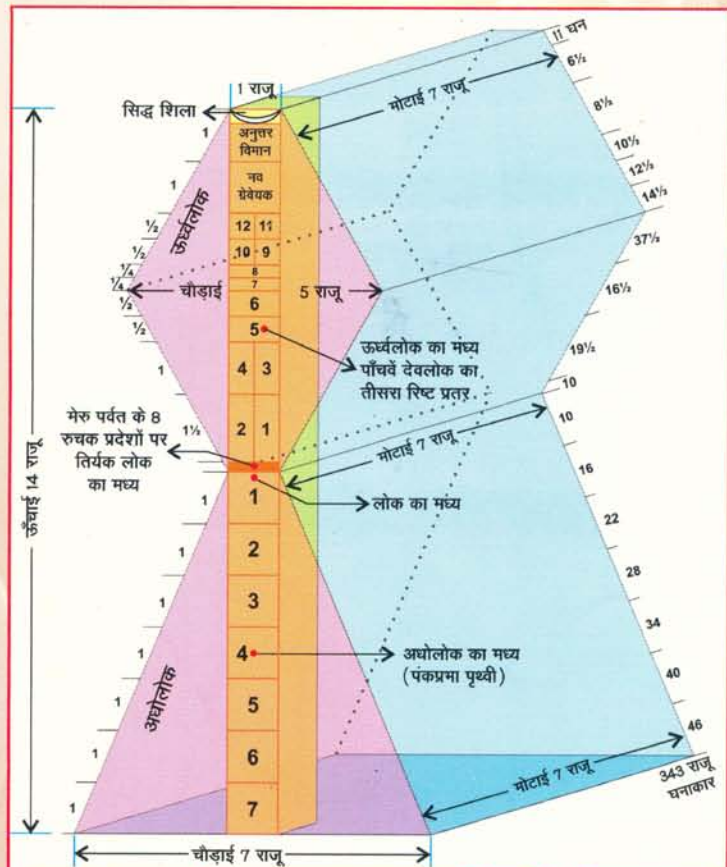 11 घन
1 राजू
6½
सिद्ध शिला
मोटाई 7 राजू
1
अनुत्तर
विमान
8½
1
नव
ग्रेवेयक
10½
12½
14½
ऊर्ध्वलोक
½
12 11
½
10 9
37½
¼
8
¼
7
चौड़ाई
5 राजू
½
6
16½
½
5
ऊर्ध्वलोक का मध्य
पाँचवें देवलोक का
तीसरा रिष्ट प्रतर
4 3
19½
10
मेरु पर्वत के 8
रुचक प्रदेशों पर
तिर्यक लोक
का मध्य
1½
2 1
मोटाई 7 राजू
10
ऊँचाई 14 राजू
1
1
लोक का मध्य
16
1
2
22
1
3
28
34
1
4
अधोलोक का मध्य
(पंकप्रभा पृथ्वी)
अधोलोक
40
1
5
46
1
6
मोटाई 7 राजू
343 राजू
घनाकार
1
7
चौड़ाई 7 राजू